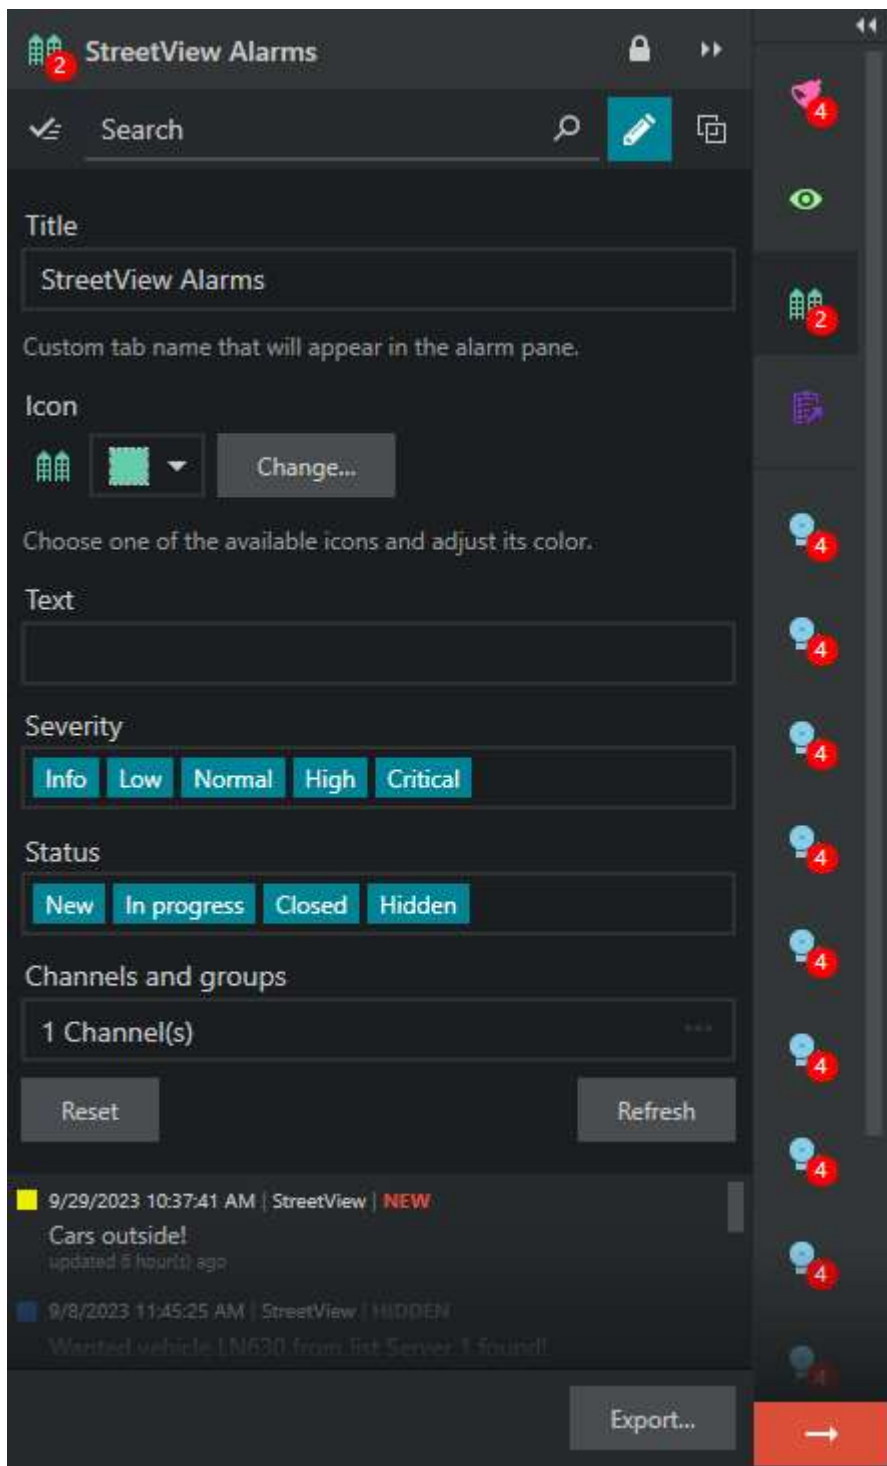 2 StreetView Alarms
Search
4
Title
StreetView Alarms
2
Custom tab name that will appear in the alarm pane.
Icon
Change...
Choose one of the available icons and adjust its color.
4
Text
4
Severity
4
Info Low Normal High Critical
Status
4
New In progress Closed Hidden
4
Channels and groups
1 Channel(s) ...
4
Reset Refresh
4
9/29/2023 10:37:41 AM | StreetView | NEW
Cars outside!
updated 6 hour(s) ago
4
9/8/2023 11:45:25 AM | StreetView | HIDDEN
Wanted vehicle LN630 from list Server 1 found!
4
Export...